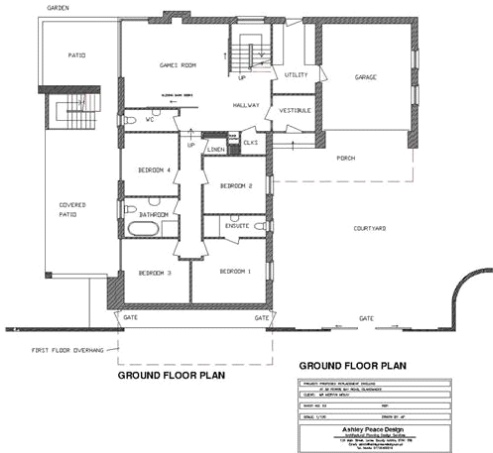 GARDEN
PATIO
GAMES ROOM
UP
UTILITY
GARAGE
HALLWAY
VESTIBULE
WC
UP
LINEN
CLKS
PORCH
BEDROOM 4
BEDROOM 2
COVERED
PATIO
BATHROOM
ENSUITE
COURTYARD
BEDROOM 3
BEDROOM 1
GATE
GATE
GATE
FIRST FLOOR OVERHANG
GROUND FLOOR PLAN
GROUND FLOOR PLAN
Ashley Peace Design